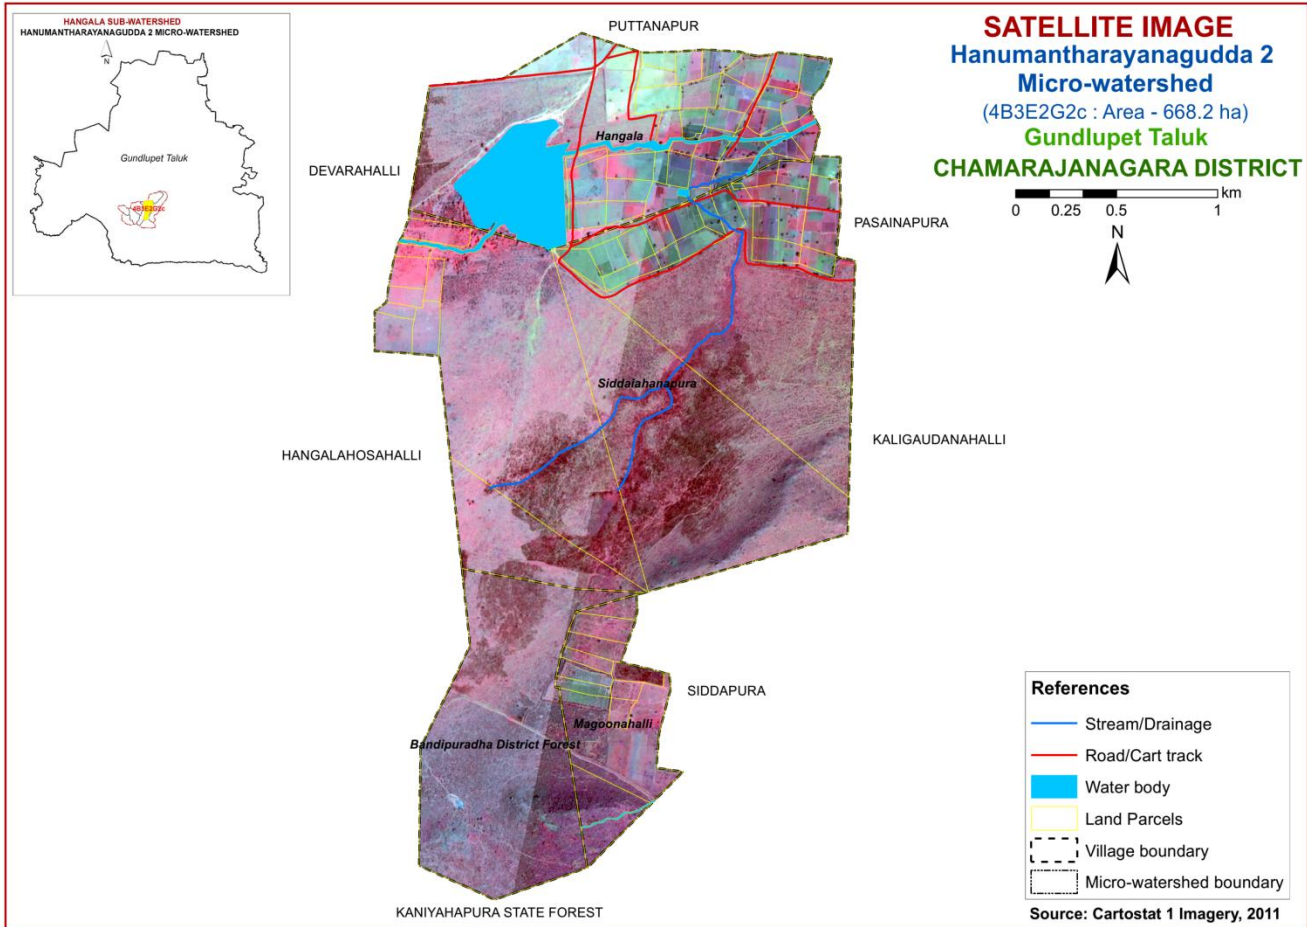 HANGALA SUB-WATERSHED
HANUMANTHARAYANAGUDDA 2 MICRO-WATERSHED
N
Gundlupet Taluk
4B3E2G2c
SATELLITE IMAGE
Hanumantharayanagudda 2
Micro-watershed
(4B3E2G2c : Area - 668.2 ha)
Gundlupet Taluk
CHAMARAJANAGARA DISTRICT
km
0 0.25 0.5 1
N
PUTTANAPUR
Hangala
DEVARAHALLI
PASAINAPURA
Siddalahanapura
HANGALAHOSAHALLI
KALIGAUDANAHALLI
SIDDAPURA
Magoonahalli
Bandipuradha District Forest
KANIYAHAPURA STATE FOREST
References
Stream/Drainage
Road/Cart track
Water body
Land Parcels
Village boundary
Micro-watershed boundary
Source: Cartostat 1 Imagery, 2011